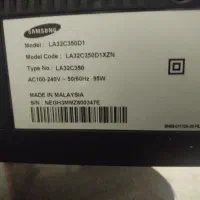 SAMSUNG
Model : LA32C350D1
Model Code : LA32C350D1XZN
Type No. : LA32C350
AC100-240V ~ 50/60Hz 95W
MADE IN MALAYSIA
S/N :